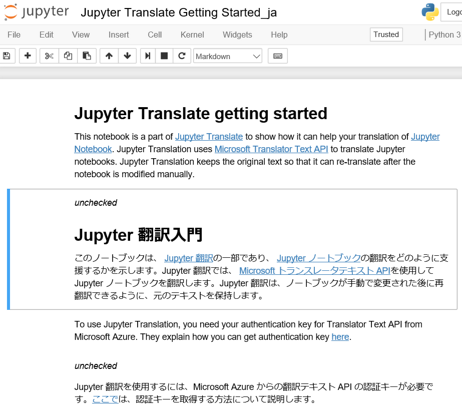 jupyter Jupyter Translate Getting Started_ja
File Edit View Insert Cell Kernel Widgets Help Trusted Python 3
Markdown
Jupyter Translate getting started
This notebook is a part of Jupyter Translate to show how it can help your translation of Jupyter
Notebook. Jupyter Translation uses Microsoft Translator Text API to translate Jupyter
notebooks. Jupyter Translation keeps the original text so that it can re-translate after the
notebook is modified manually.
unchecked
Jupyter 翻訳入門
このノートブックは、 Jupyter 翻訳の一部であり、 Jupyter ノートブックの翻訳をどのように支
援するかを示します。Jupyter 翻訳では、 Microsoft トランスレータテキスト APIを使用して
Jupyter ノートブックを翻訳します。Jupyter 翻訳は、ノートブックが手動で変更された後に再
翻訳できるように、元のテキストを保持します。
To use Jupyter Translation, you need your authentication key for Translator Text API from
Microsoft Azure. They explain how you can get authentication key here.
unchecked
Jupyter 翻訳を使用するには、Microsoft Azure からの翻訳テキスト API の認証キーが必要で
す。ここでは、認証キーを取得する方法について説明します。